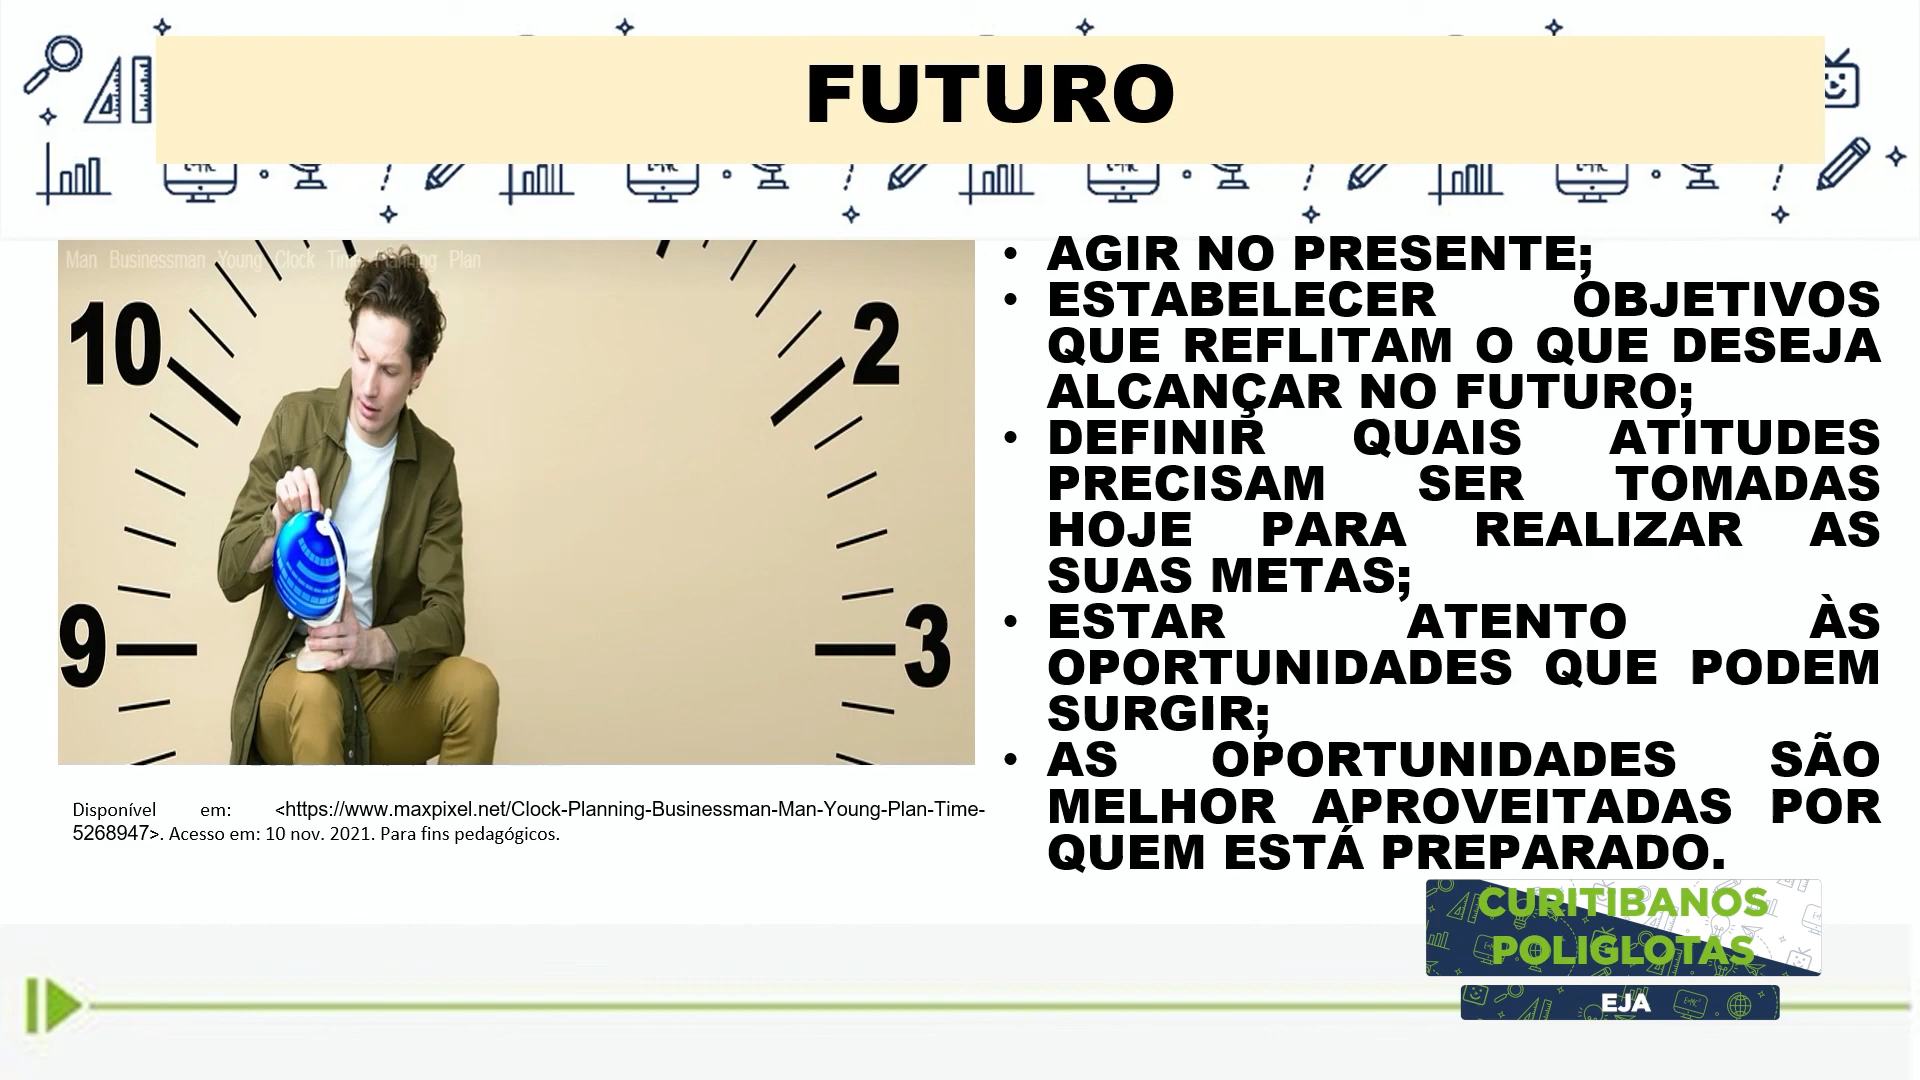 FUTURO
Man Businessman Young Clock Time Planning Plan
10
2
9
3
Disponível em: <https://www.maxpixel.net/Clock-Planning-Businessman-Man-Young-Plan-Time-
5268947>. Acesso em: 10 nov. 2021. Para fins pedagógicos.
• AGIR NO PRESENTE;
• ESTABELECER OBJETIVOS
QUE REFLITAM O QUE DESEJA
ALCANÇAR NO FUTURO;
• DEFINIR QUAIS ATITUDES
PRECISAM SER TOMADAS
HOJE PARA REALIZAR AS
SUAS METAS;
• ESTAR ATENTO ÀS
OPORTUNIDADES QUE PODEM
SURGIR;
• AS OPORTUNIDADES SÃO
MELHOR APROVEITADAS POR
QUEM ESTÁ PREPARADO.
CURITIBANOS
POLIGLOTAS
EJA